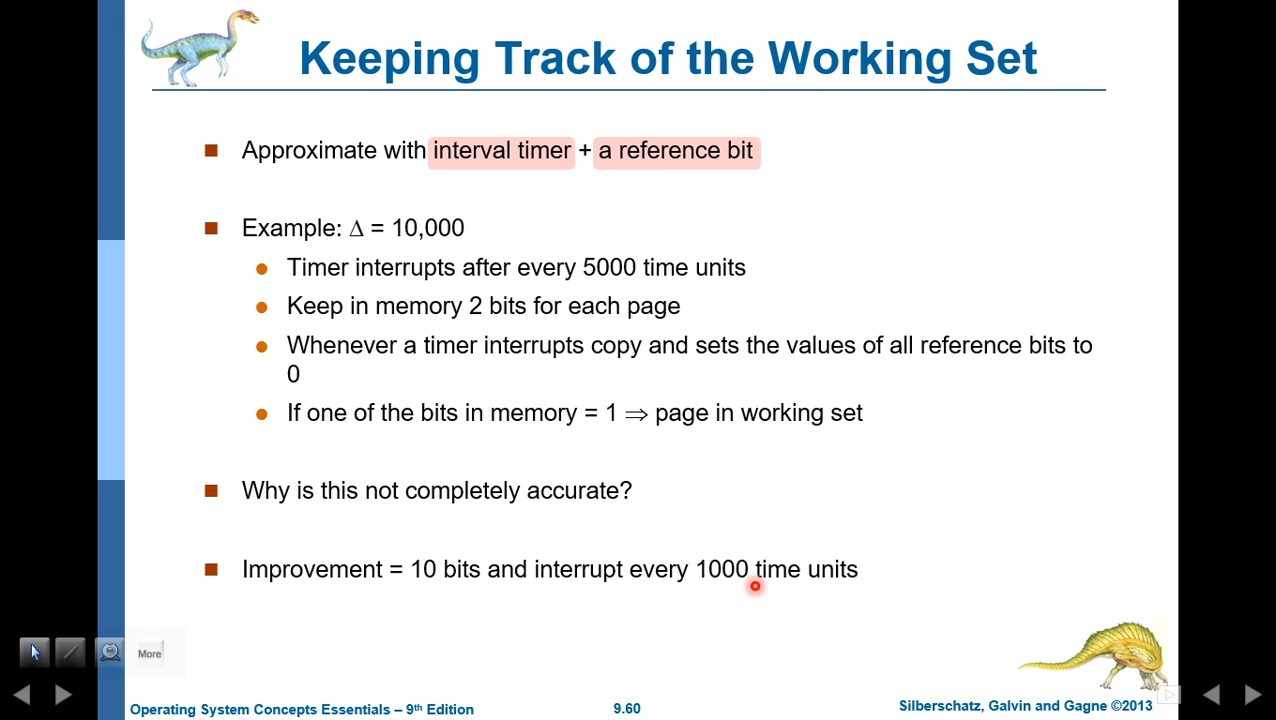 Keeping Track of the Working Set
Approximate with interval timer + a reference bit
Example: Δ = 10,000
Timer interrupts after every 5000 time units
Keep in memory 2 bits for each page
Whenever a timer interrupts copy and sets the values of all reference bits to
0
If one of the bits in memory = 1 ⇒ page in working set
Why is this not completely accurate?
Improvement = 10 bits and interrupt every 1000 time units
More
Operating System Concepts Essentials – 9th Edition
9.60
Silberschatz, Galvin and Gagne ©2013